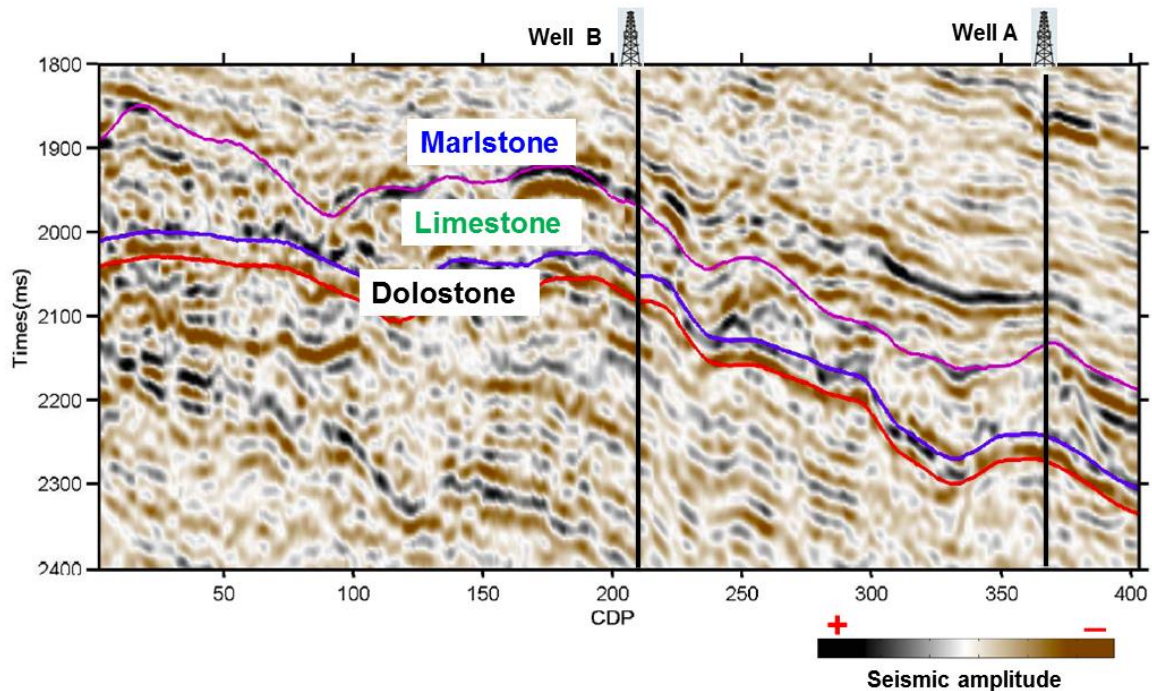 Well B
Well A
1800
1900
2000
2100
2200
2300
2400
Times(ms)
Marlstone
Limestone
Dolostone
50
100
150
200
250
300
350
400
CDP
+
−
Seismic amplitude